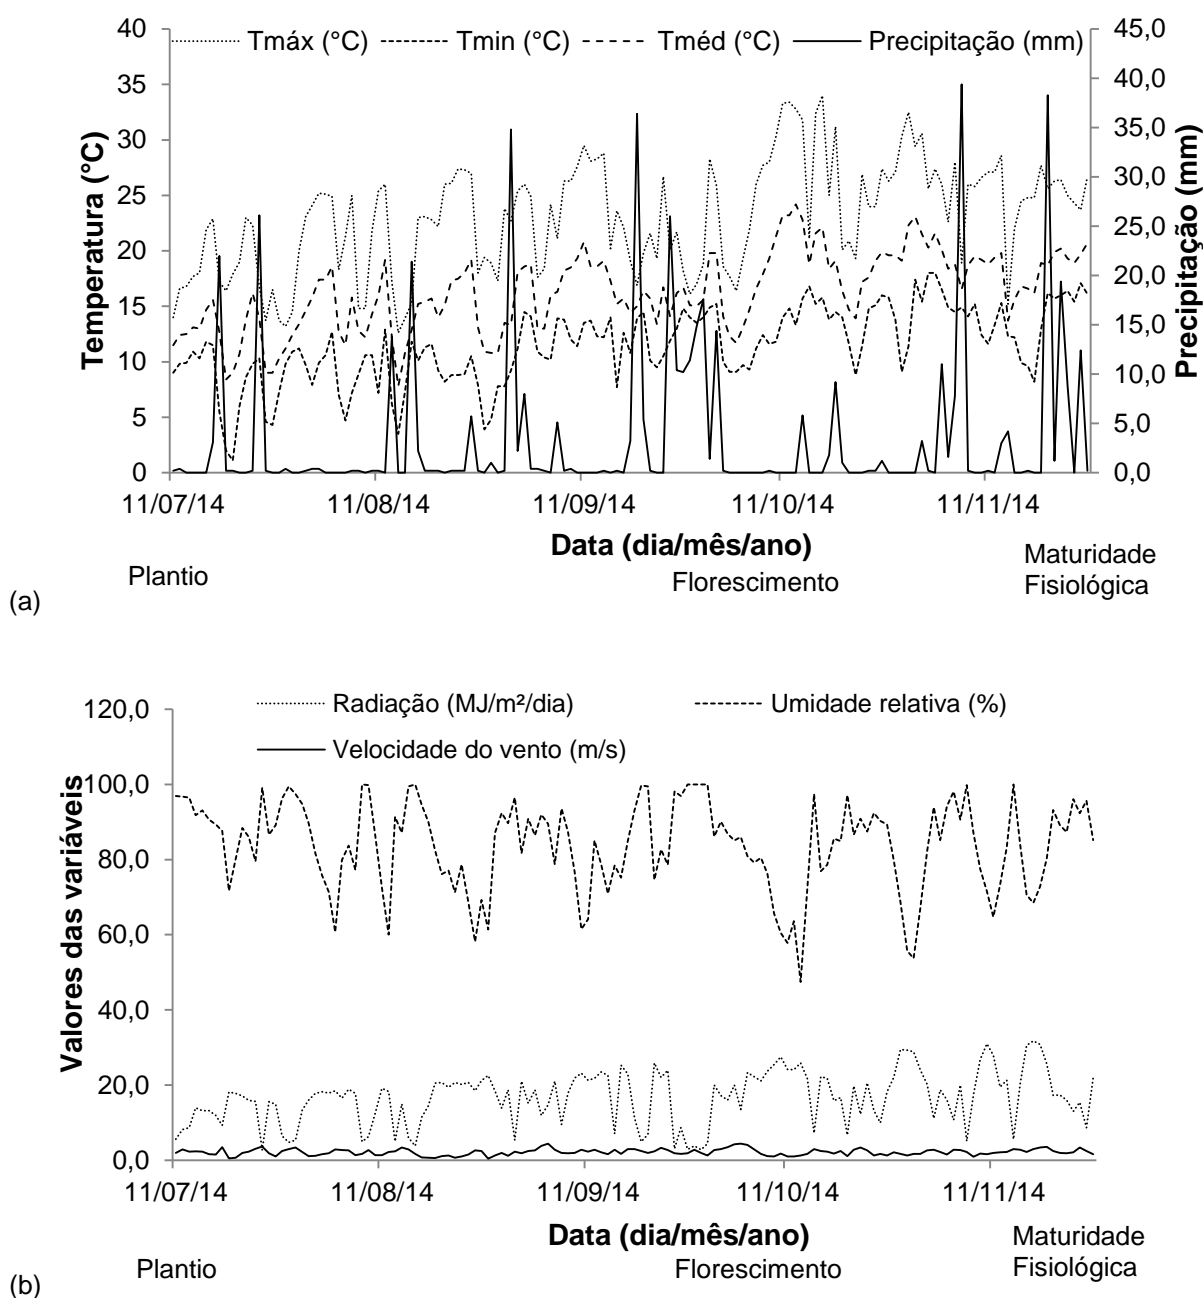 Tmáx (°C) Tmin (°C) Tméd (°C) Precipitação (mm)
40
35
30
25
20
15
10
5
0
Temperatura (°C)
45,0
40,0
35,0
30,0
25,0
20,0
15,0
10,0
5,0
0,0
Precipitação (mm)
11/07/14 11/08/14 11/09/14 11/10/14 11/11/14
Data (dia/mês/ano)
Plantio
Florescimento
Maturidade
Fisiológica
(a)
Radiação (MJ/m²/dia) Umidade relativa (%)
Velocidade do vento (m/s)
120,0
100,0
80,0
60,0
40,0
20,0
0,0
Valores das variáveis
11/07/14 11/08/14 11/09/14 11/10/14 11/11/14
Data (dia/mês/ano)
Plantio
Florescimento
Maturidade
Fisiológica
(b)